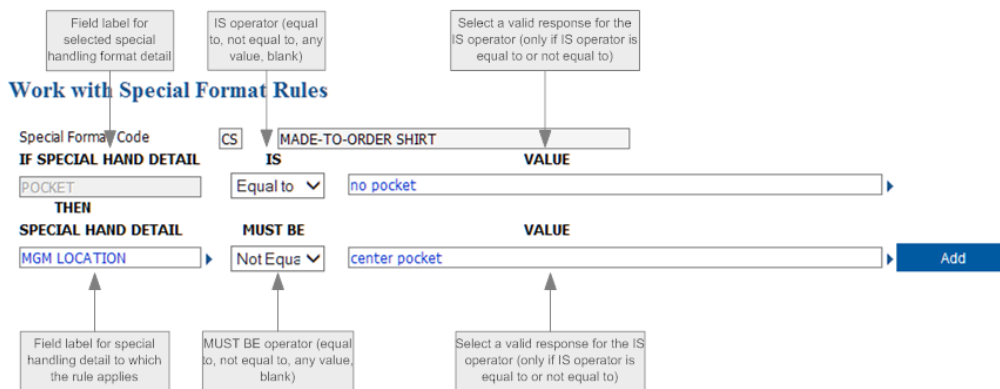 Field label for
selected special
handling format detail
IS operator (equal
to, not equal to, any
value, blank)
Select a valid response for the
IS operator (only if IS operator is
equal to or not equal to)
Work with Special Format Rules
Special Format Code CS MADE-TO-ORDER SHIRT
IF SPECIAL HAND DETAIL IS VALUE
POCKET Equal to no pocket
THEN
SPECIAL HAND DETAIL MUST BE VALUE
MGM LOCATION Not Equa center pocket Add
Field label for special
handling detail to which
the rule applies
MUST BE operator (equal
to, not equal to, any value,
blank)
Select a valid response for the IS
operator (only if IS operator is
equal to or not equal to)